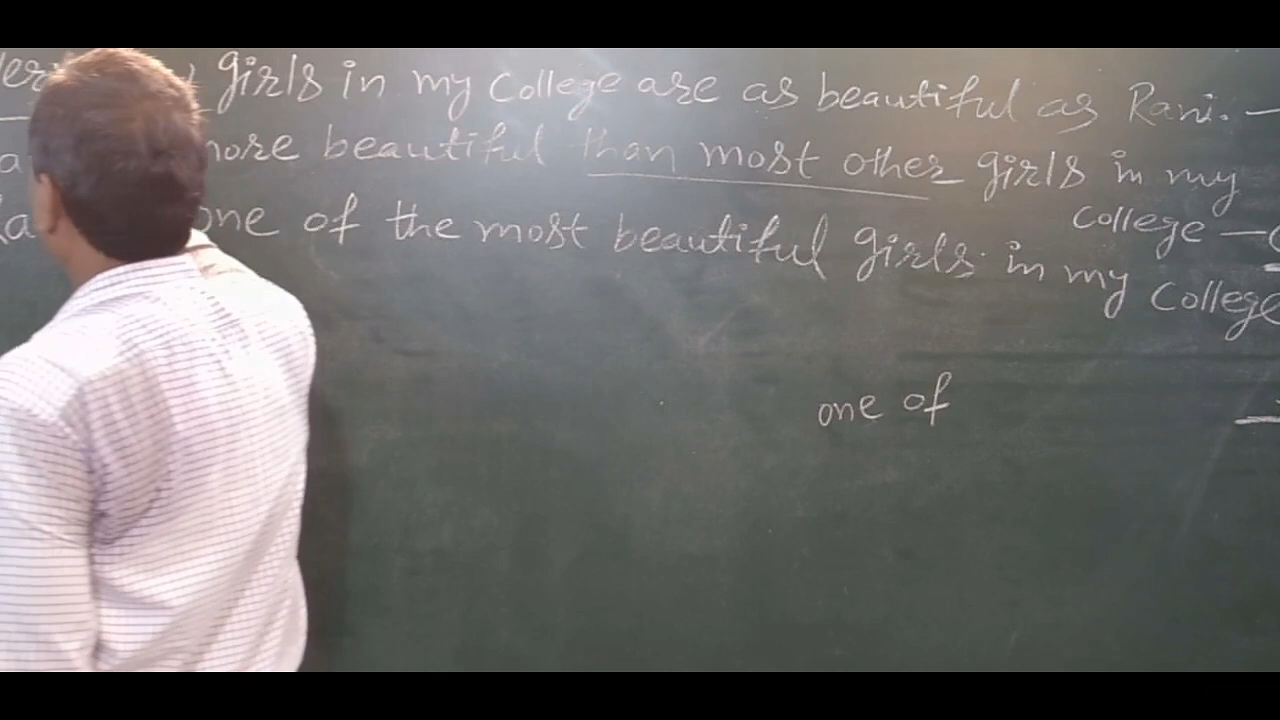 girls in my College are as beautiful as Rani. —
more beautiful than most other girls in my
College —
one of the most beautiful girls in my College
one of